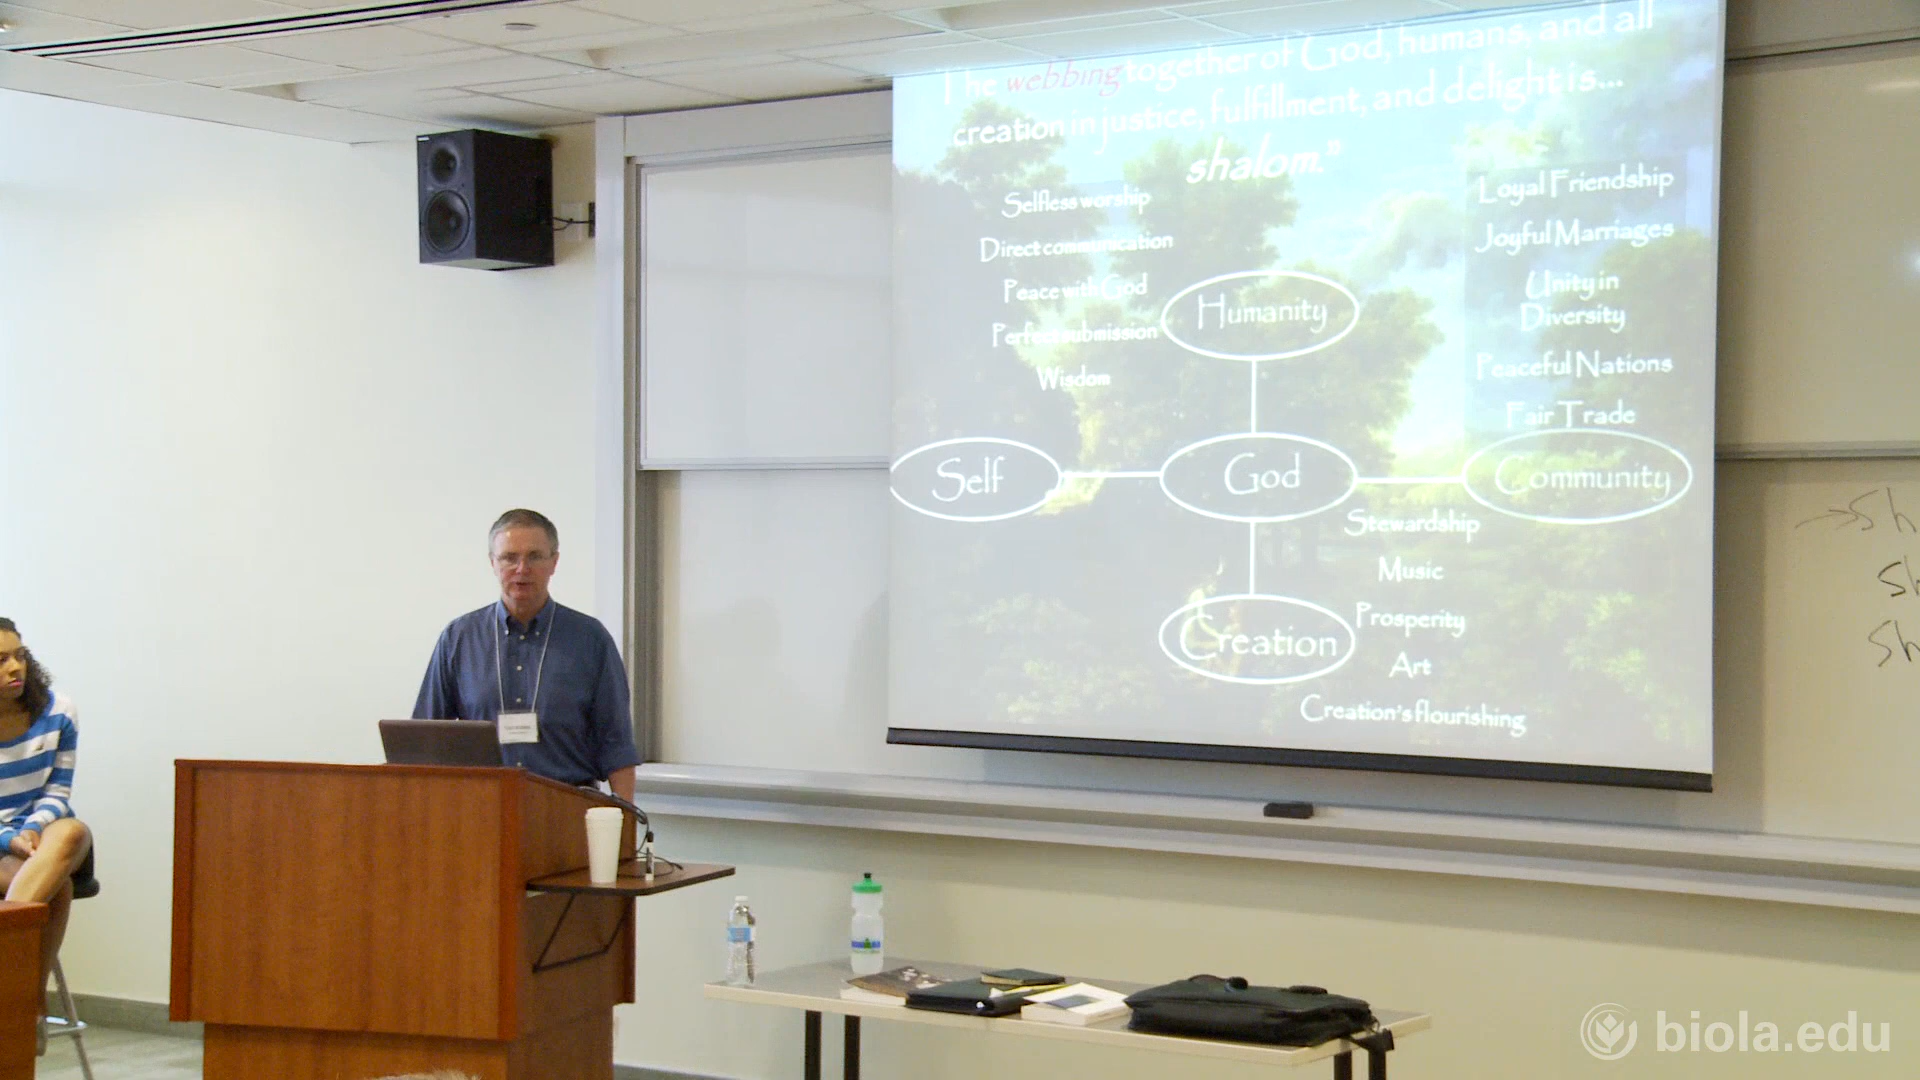 The webbing together of God, humans, and all
creation in justice, fulfillment, and delight is...
shalom."
Selfless worship
Direct communication
Peace with God
Perfect submission
Wisdom
Loyal Friendship
Joyful Marriages
Unity in
Diversity
Peaceful Nations
Fair Trade
Humanity
Self
God
Community
Creation
Stewardship
Music
Prosperity
Art
Creation's flourishing
biola.edu